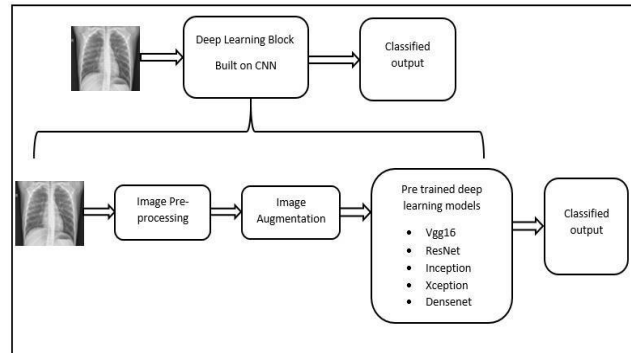 Deep Learning Block
Built on CNN
Classified
output
Image Pre-
processing
Image
Augmentation
Pre trained deep
learning models
• Vgg16
• ResNet
• Inception
• Xception
• Densenet
Classified
output